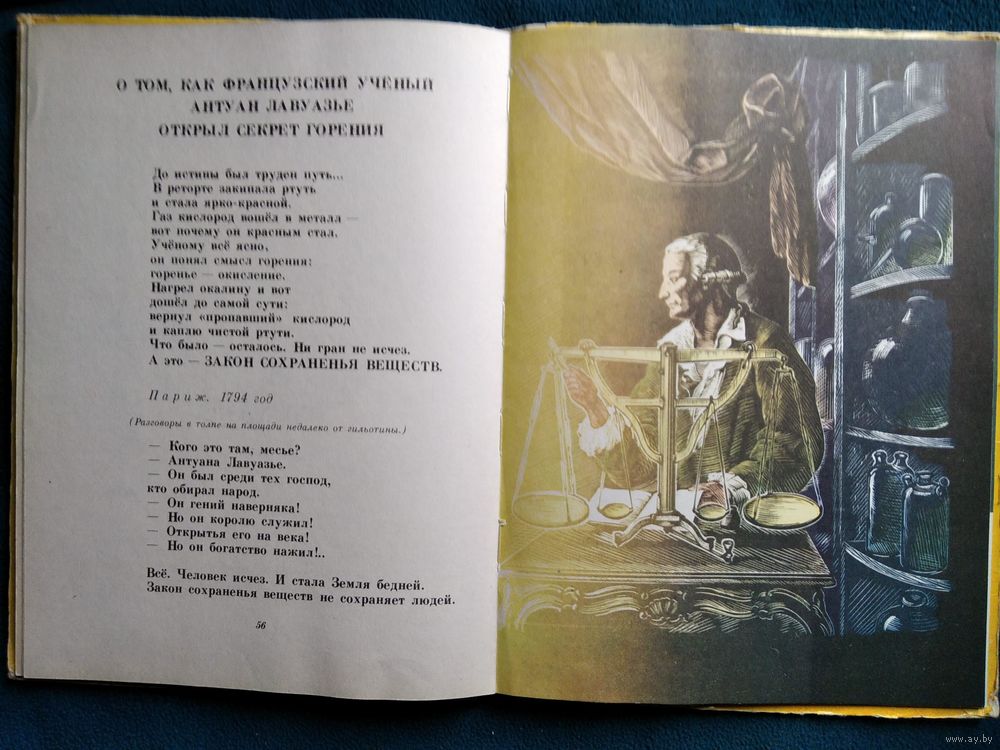 О ТОМ, КАК ФРАНЦУЗСКИЙ УЧЁНЫЙ
АНТУАН ЛАВУАЗЬЕ
ОТКРЫЛ СЕКРЕТ ГОРЕНИЯ
До истины был труден путь...
В реторте закипала ртуть
и стала ярко-красной.
Газ кислород вошёл в металл —
вот почему он красным стал.
Учёному всё ясно,
он понял смысл горения:
горенье — окисление.
Нагрел окалину и вот
дошёл до самой сути:
вернул «пропавший» кислород
и каплю чистой ртути.
Что было — осталось. Ни гран не исчез.
А это — ЗАКОН СОХРАНЕНЬЯ ВЕЩЕСТВ.
Париж. 1794 год
(Разговоры в толпе на площади недалеко от гильотины.)
— Кого это там, месье?
— Антуана Лавуазье.
— Он был среди тех господ,
кто обирал народ.
— Он гений наверняка!
— Но он королю служил!
— Открытья его на века!
— Но он богатство нажил!..
Всё. Человек исчез. И стала Земля бедней.
Закон сохраненья веществ не сохраняет людей.
56
www.ay.by